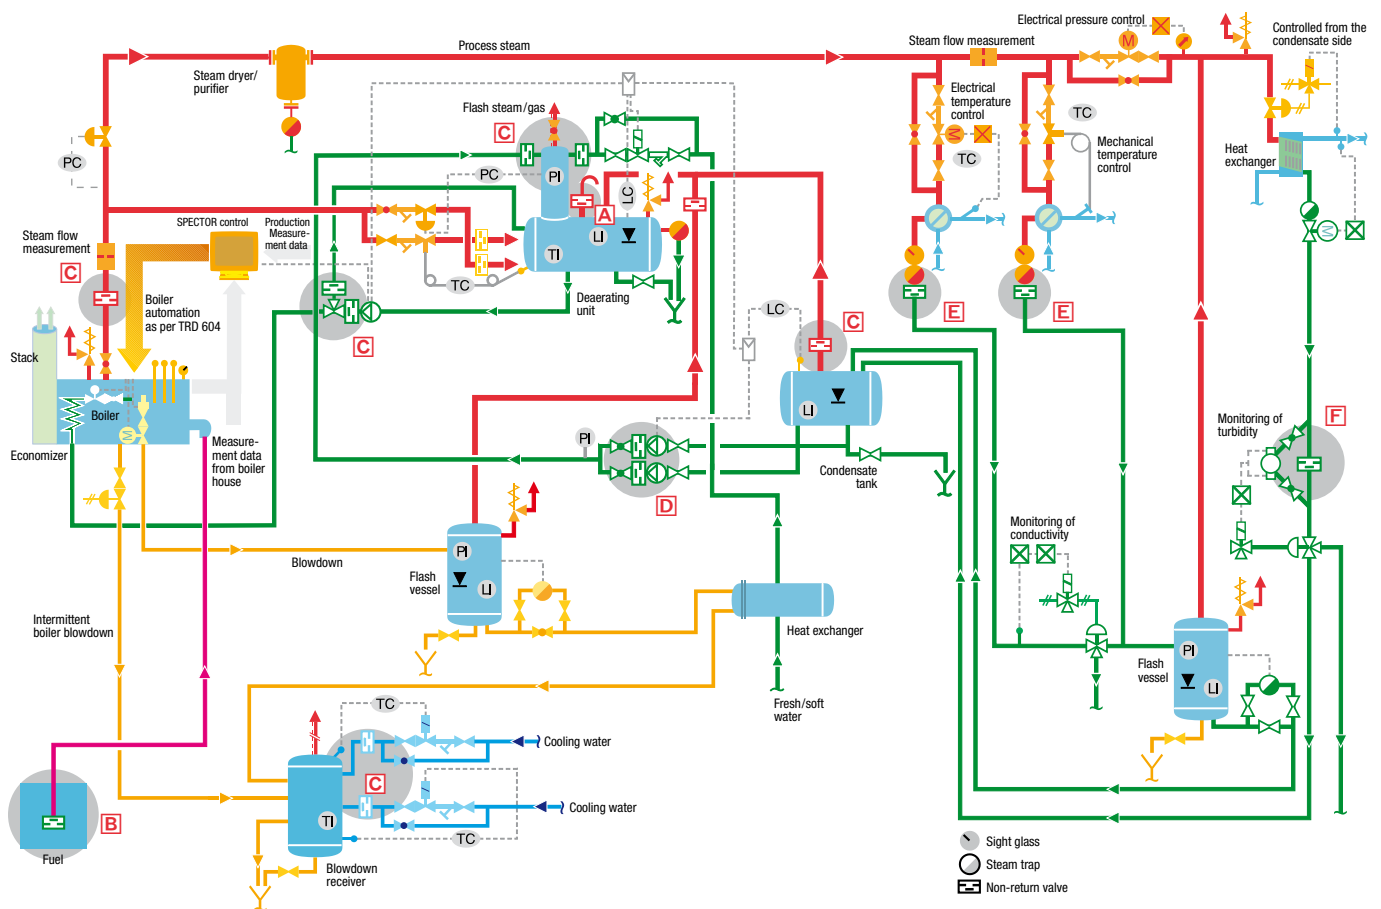 Electrical pressure control
Process steam
Steam flow measurement
Controlled from the
condensate side
M
Steam dryer/
purifier
Flash steam/gas
C
Electrical
temperature
control
M
TC
TC
Mechanical
temperature
control
Heat
exchanger
PC
PC
PI
LC
A
LI
TI
SPECTOR control
Production
Measure-
ment data
Steam flow
measurement
C
TC
Deaerating
unit
C
Boiler
automation
as per TRD 604
Stack
Boiler
M
Economizer
Measure-
ment data
from boiler
house
LC
C
LI
Condensate
tank
E
E
M
F
Monitoring of
turbidity
PI
D
Monitoring of
conductivity
Blowdown
Flash
vessel
PI
LI
Heat exchanger
Fresh/soft
water
Intermittent
boiler blowdown
Flash
vessel
PI
LI
TC
Cooling water
C
Cooling water
TI
TC
Blowdown
receiver
B
Fuel
Sight glass
Steam trap
Non-return valve